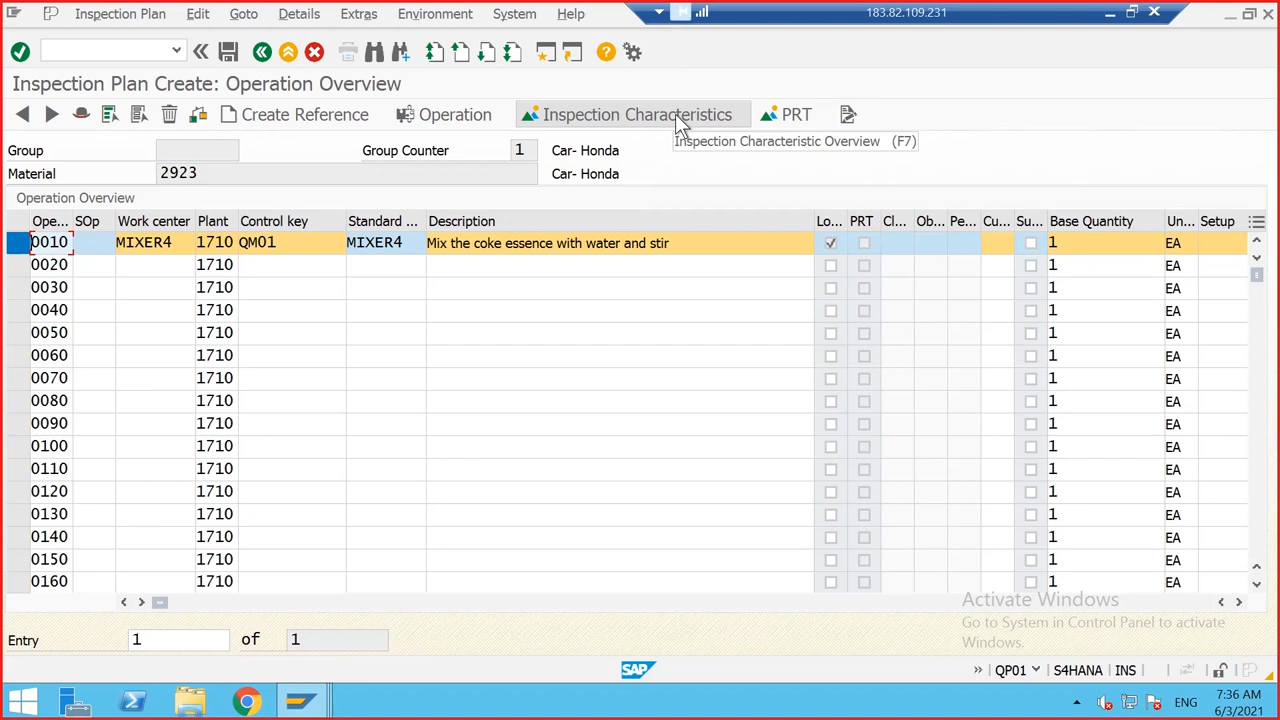 Inspection Plan Edit Goto Details Extras Environment System Help
183.82.109.231
Inspection Plan Create: Operation Overview
Create Reference Operation Inspection Characteristics PRT
Inspection Characteristic Overview (F7)
Group Group Counter 1 Car- Honda
Material 2923 Car- Honda
Operation Overview
Ope... SOp Work center Plant Control key Standard ... Description Lo... PRT Cl... Ob... Pe... Cu... Su... Base Quantity Un... Setup
0010 MIXER4 1710 QM01 MIXER4 Mix the coke essence with water and stir 1 EA
0020 1710 1 EA
0030 1710 1 EA
0040 1710 1 EA
0050 1710 1 EA
0060 1710 1 EA
0070 1710 1 EA
0080 1710 1 EA
0090 1710 1 EA
0100 1710 1 EA
0110 1710 1 EA
0120 1710 1 EA
0130 1710 1 EA
0140 1710 1 EA
0150 1710 1 EA
0160 1710 1 EA
Activate Windows
Go to System in Control Panel to activate
Windows.
Entry 1 of 1
SAP
QP01 S4HANA INS
ENG
7:36 AM
6/3/2021